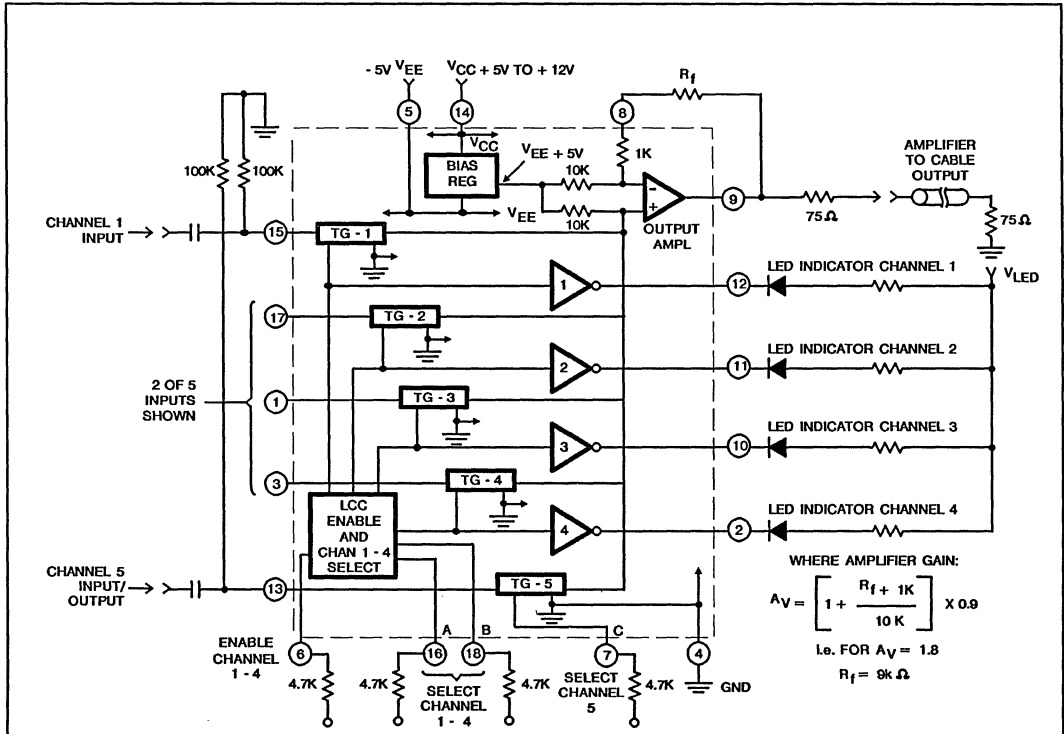 - 5V VEE
VCC + 5V TO + 12V
Rf
5
14
8
VCC
VEE + 5V
1K
AMPLIFIER
TO CABLE
OUTPUT
100K
100K
BIAS
REG
10K
-
+
9
75Ω
VEE
10K
OUTPUT
AMPL
75Ω
CHANNEL 1
INPUT
15
TG - 1
VLED
1
12
LED INDICATOR CHANNEL 1
17
TG - 2
2
11
LED INDICATOR CHANNEL 2
2 OF 5
INPUTS
SHOWN
1
TG - 3
3
10
LED INDICATOR CHANNEL 3
3
TG - 4
LCC
ENABLE
AND
CHAN 1 - 4
SELECT
4
2
LED INDICATOR CHANNEL 4
CHANNEL 5
INPUT/
OUTPUT
13
TG - 5
WHERE AMPLIFIER GAIN:
AV = [ 1 + Rf + 1K / 10 K ] X 0.9
i.e. FOR AV = 1.8
Rf = 9k Ω
A
B
C
ENABLE
CHANNEL
1 - 4
6
16
18
7
4
4.7K
4.7K
SELECT
CHANNEL
1 - 4
4.7K
SELECT
CHANNEL
5
4.7K
GND